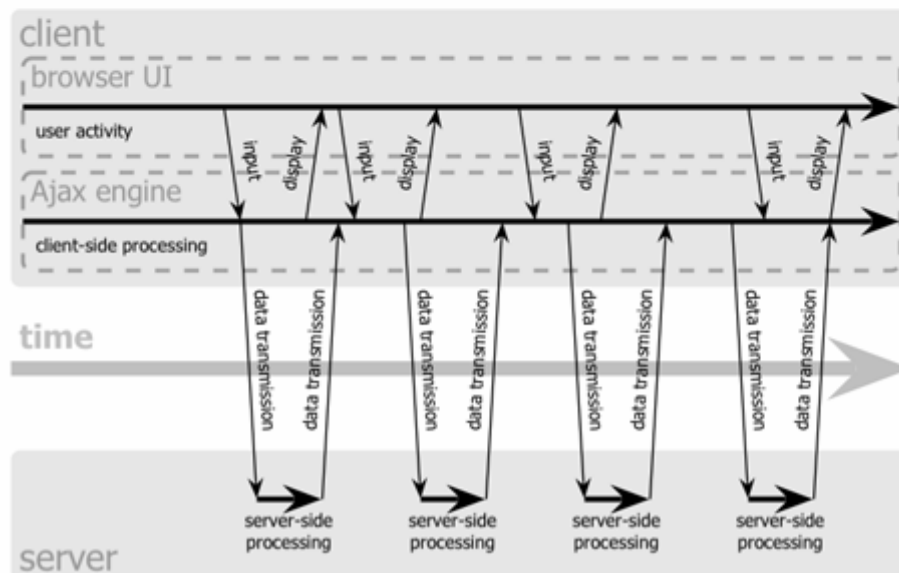 client
browser UI
user activity
input
display
input
display
input
display
input
display
Ajax engine
client-side processing
data transmission
data transmission
data transmission
data transmission
data transmission
data transmission
data transmission
data transmission
time
server-side
processing
server-side
processing
server-side
processing
server-side
processing
server